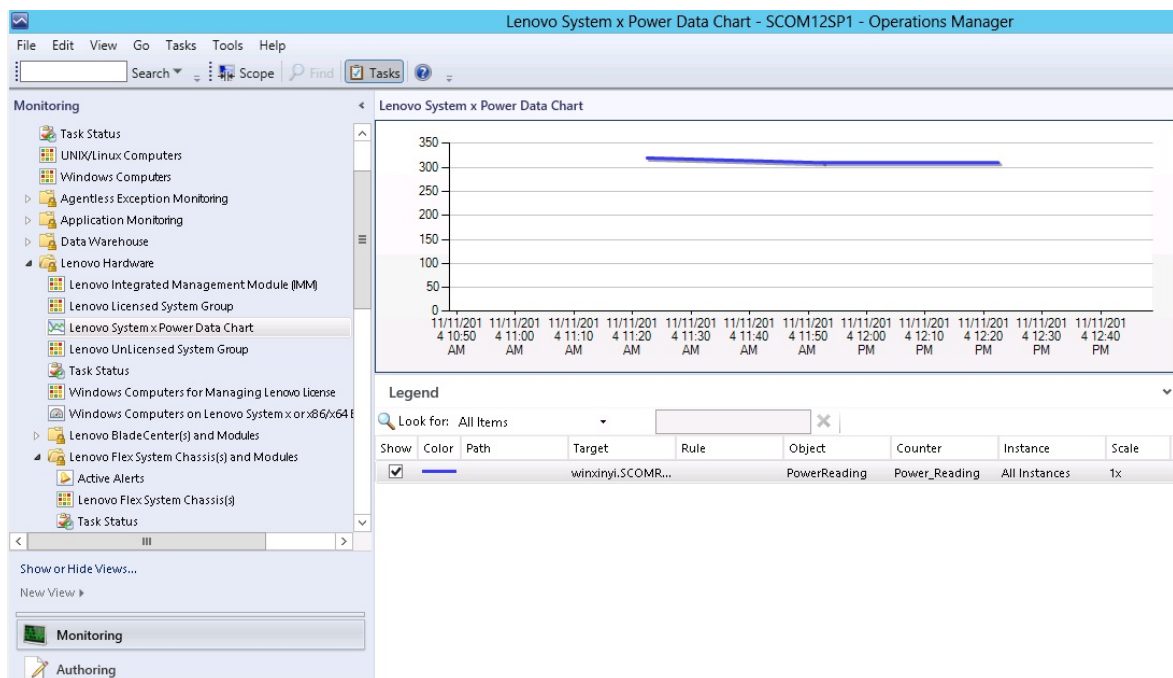 Lenovo System x Power Data Chart - SCOM12SP1 - Operations Manager
File Edit View Go Tasks Tools Help
Search Scope Find Tasks
Monitoring
Task Status
UNIX/Linux Computers
Windows Computers
Agentless Exception Monitoring
Application Monitoring
Data Warehouse
Lenovo Hardware
Lenovo Integrated Management Module (IMM)
Lenovo Licensed System Group
Lenovo System x Power Data Chart
Lenovo UnLicensed System Group
Task Status
Windows Computers for Managing Lenovo License
Windows Computers on Lenovo System x or x86/x64 E
Lenovo BladeCenter(s) and Modules
Lenovo Flex System Chassis(s) and Modules
Active Alerts
Lenovo Flex System Chassis(s)
Task Status
Show or Hide Views...
New View
Monitoring
Authoring
Lenovo System x Power Data Chart
350
300
250
200
150
100
50
0
11/11/201 11/11/201 11/11/201 11/11/201 11/11/201 11/11/201 11/11/201 11/11/201 11/11/201 11/11/201 11/11/201 11/11/201
4 10:50 4 11:00 4 11:10 4 11:20 4 11:30 4 11:40 4 11:50 4 12:00 4 12:10 4 12:20 4 12:30 4 12:40
AM AM AM AM AM AM AM PM PM PM PM PM
Legend
Look for: All Items
Show Color Path Target Rule Object Counter Instance Scale
winxinyi.SCOMR... PowerReading Power_Reading All Instances 1x